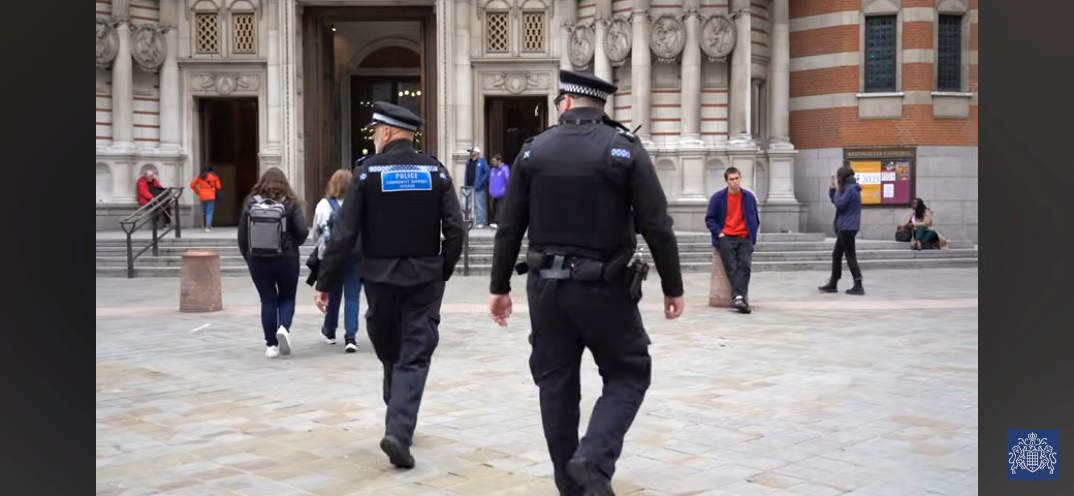 WESTMINSTER CATHEDRAL
2025
POLICE
COMMUNITY SUPPORT
OFFICER